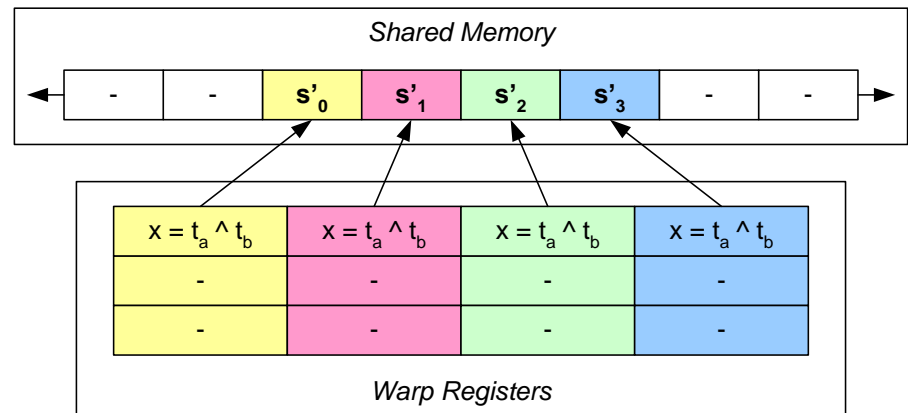 Shared Memory
- - s’0 s’1 s’2 s’3 - -
x = ta ^ tb x = ta ^ tb x = ta ^ tb x = ta ^ tb
- - - -
- - - -
Warp Registers